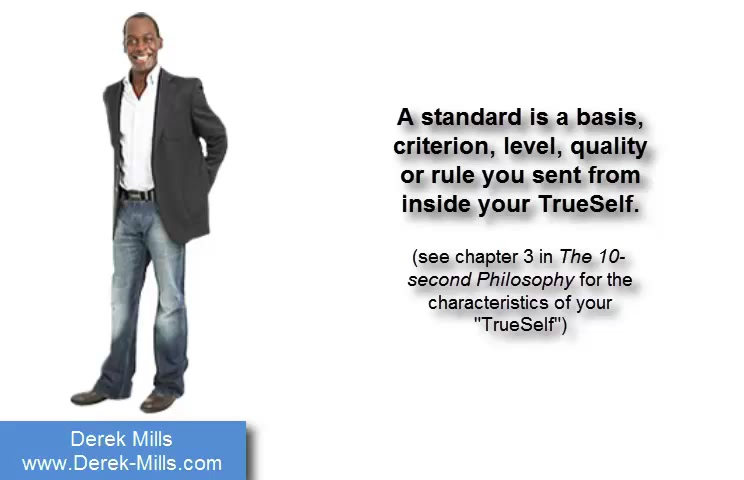 A standard is a basis,
criterion, level, quality
or rule you sent from
inside your TrueSelf.
(see chapter 3 in The 10-
second Philosophy for the
characteristics of your
"TrueSelf")
Derek Mills
www.Derek-Mills.com